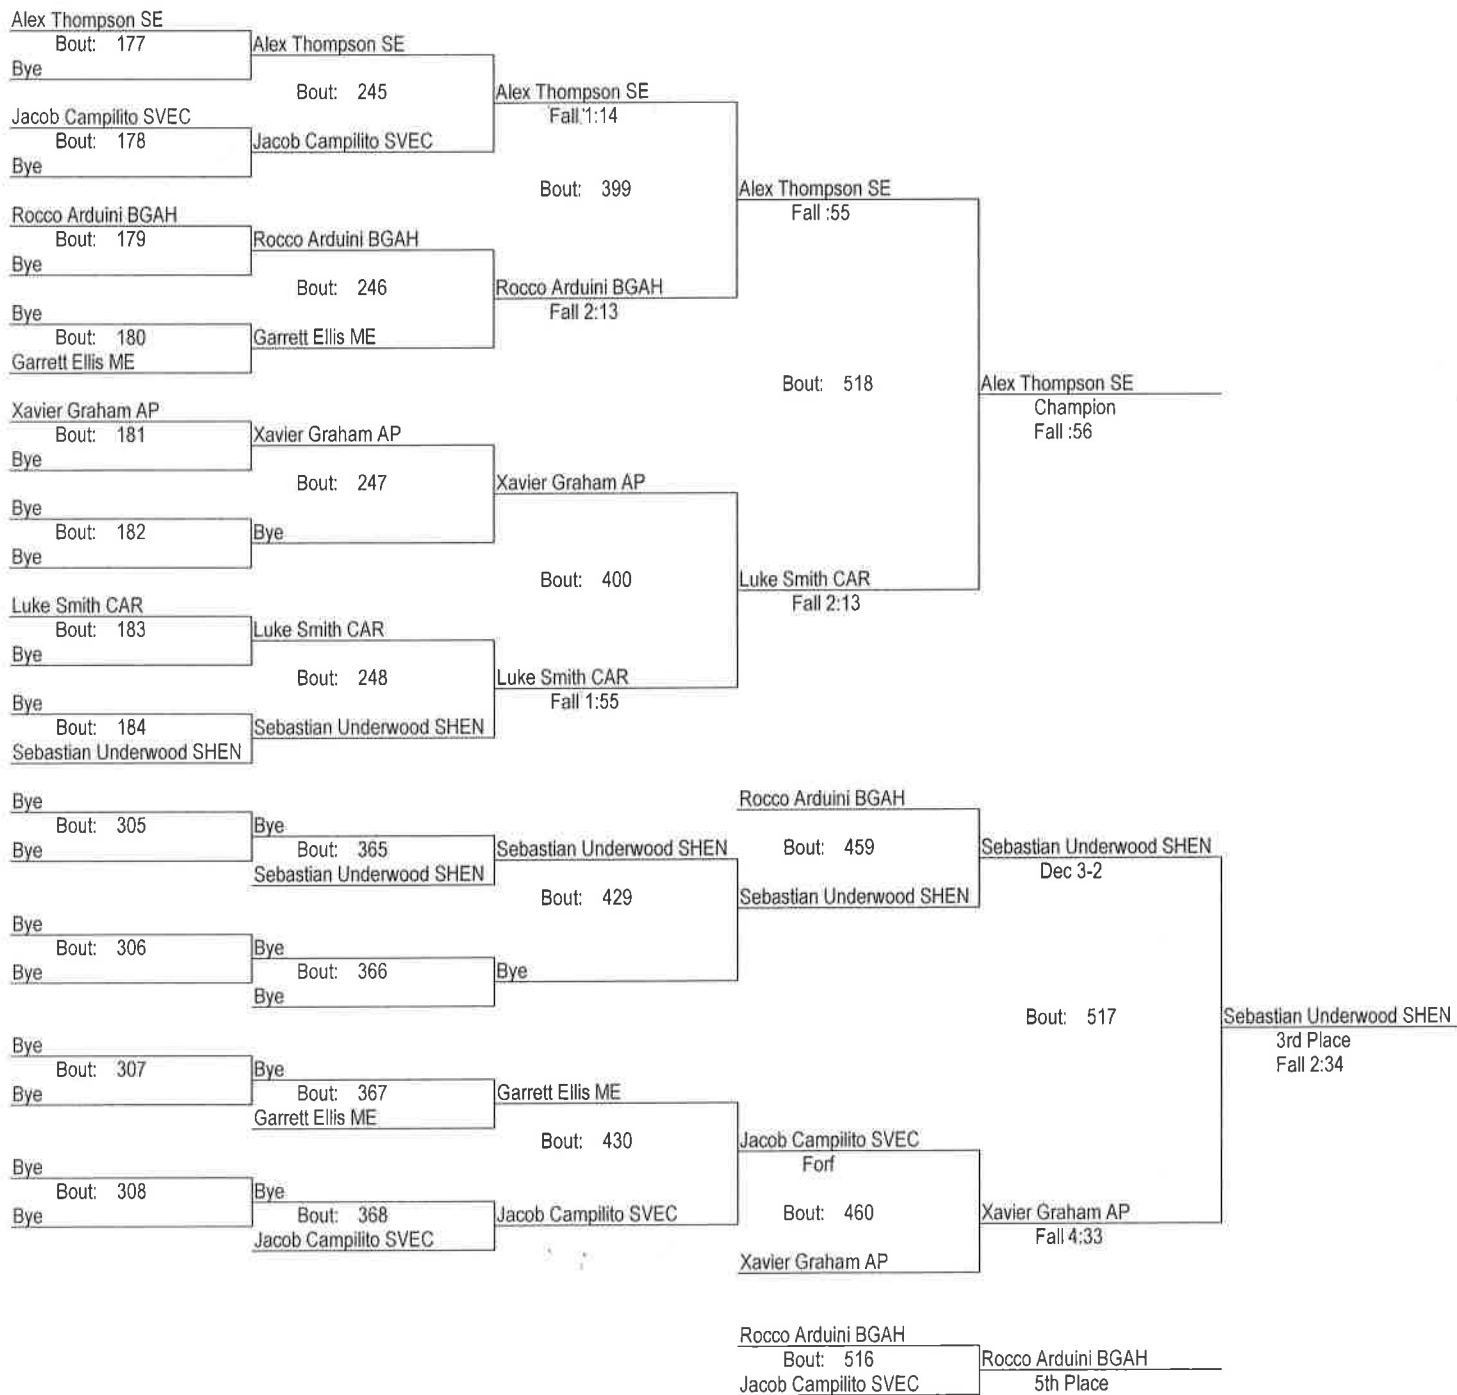 Alex Thompson SE
Bout: 177
Bye
Alex Thompson SE
Bout: 245
Jacob Campilito SVEC
Bout: 178
Bye
Jacob Campilito SVEC
Alex Thompson SE
Fall 1:14
Bout: 399
Rocco Arduini BGAH
Bout: 179
Bye
Rocco Arduini BGAH
Bout: 246
Bye
Bout: 180
Garrett Ellis ME
Garrett Ellis ME
Rocco Arduini BGAH
Fall 2:13
Alex Thompson SE
Fall :55
Bout: 518
Alex Thompson SE
Champion
Fall :56
Xavier Graham AP
Bout: 181
Bye
Xavier Graham AP
Bout: 247
Bye
Bout: 182
Bye
Bye
Xavier Graham AP
Bout: 400
Luke Smith CAR
Bout: 183
Bye
Luke Smith CAR
Bout: 248
Bye
Bout: 184
Sebastian Underwood SHEN
Sebastian Underwood SHEN
Luke Smith CAR
Fall 1:55
Luke Smith CAR
Fall 2:13
Bye
Bout: 305
Bye
Bye
Bout: 365
Sebastian Underwood SHEN
Sebastian Underwood SHEN
Bout: 429
Bye
Bout: 306
Bye
Bye
Bout: 366
Bye
Bye
Rocco Arduini BGAH
Bout: 459
Sebastian Underwood SHEN
Sebastian Underwood SHEN
Dec 3-2
Bout: 517
Sebastian Underwood SHEN
3rd Place
Fall 2:34
Bye
Bout: 307
Bye
Bye
Bout: 367
Garrett Ellis ME
Garrett Ellis ME
Bout: 430
Bye
Bout: 308
Bye
Bye
Bout: 368
Jacob Campilito SVEC
Jacob Campilito SVEC
Jacob Campilito SVEC
Forf
Bout: 460
Xavier Graham AP
Xavier Graham AP
Fall 4:33
Rocco Arduini BGAH
Bout: 516
Jacob Campilito SVEC
Rocco Arduini BGAH
5th Place